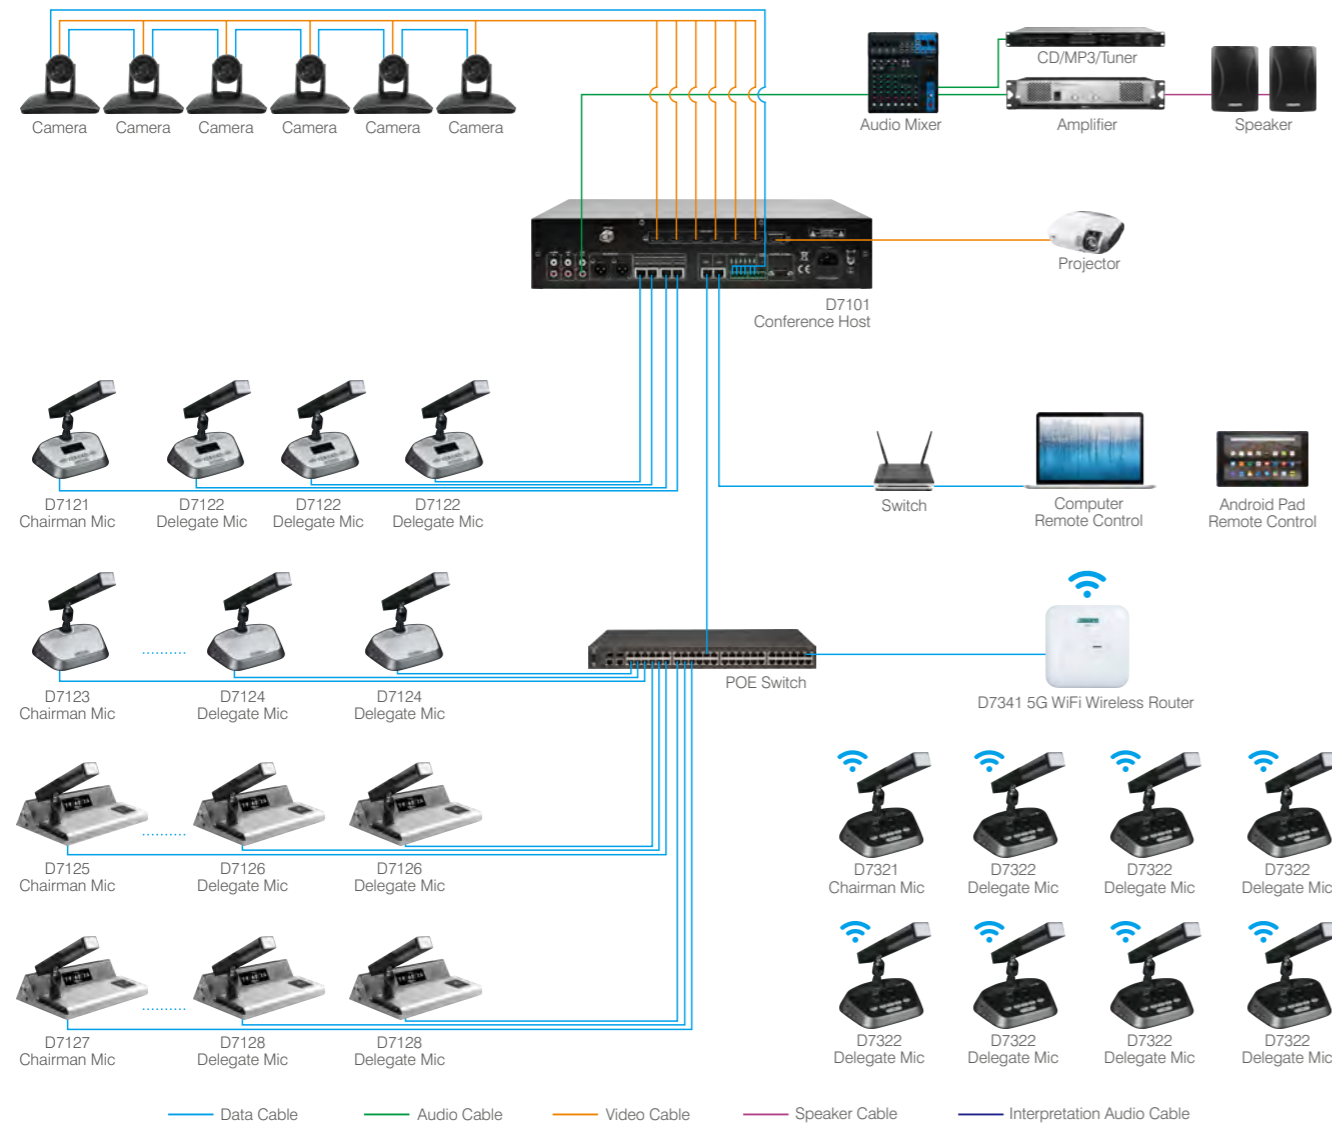 Camera
Camera
Camera
Camera
Camera
Camera
Audio Mixer
CD/MP3/Tuner
Amplifier
Speaker
Projector
D7101
Conference Host
D7121
Chairman Mic
D7122
Delegate Mic
D7122
Delegate Mic
D7122
Delegate Mic
Switch
Computer
Remote Control
Android Pad
Remote Control
D7123
Chairman Mic
D7124
Delegate Mic
D7124
Delegate Mic
POE Switch
D7341 5G WiFi Wireless Router
D7125
Chairman Mic
D7126
Delegate Mic
D7126
Delegate Mic
D7321
Chairman Mic
D7322
Delegate Mic
D7322
Delegate Mic
D7322
Delegate Mic
D7127
Chairman Mic
D7128
Delegate Mic
D7128
Delegate Mic
D7322
Delegate Mic
D7322
Delegate Mic
D7322
Delegate Mic
D7322
Delegate Mic
Data Cable
Audio Cable
Video Cable
Speaker Cable
Interpretation Audio Cable